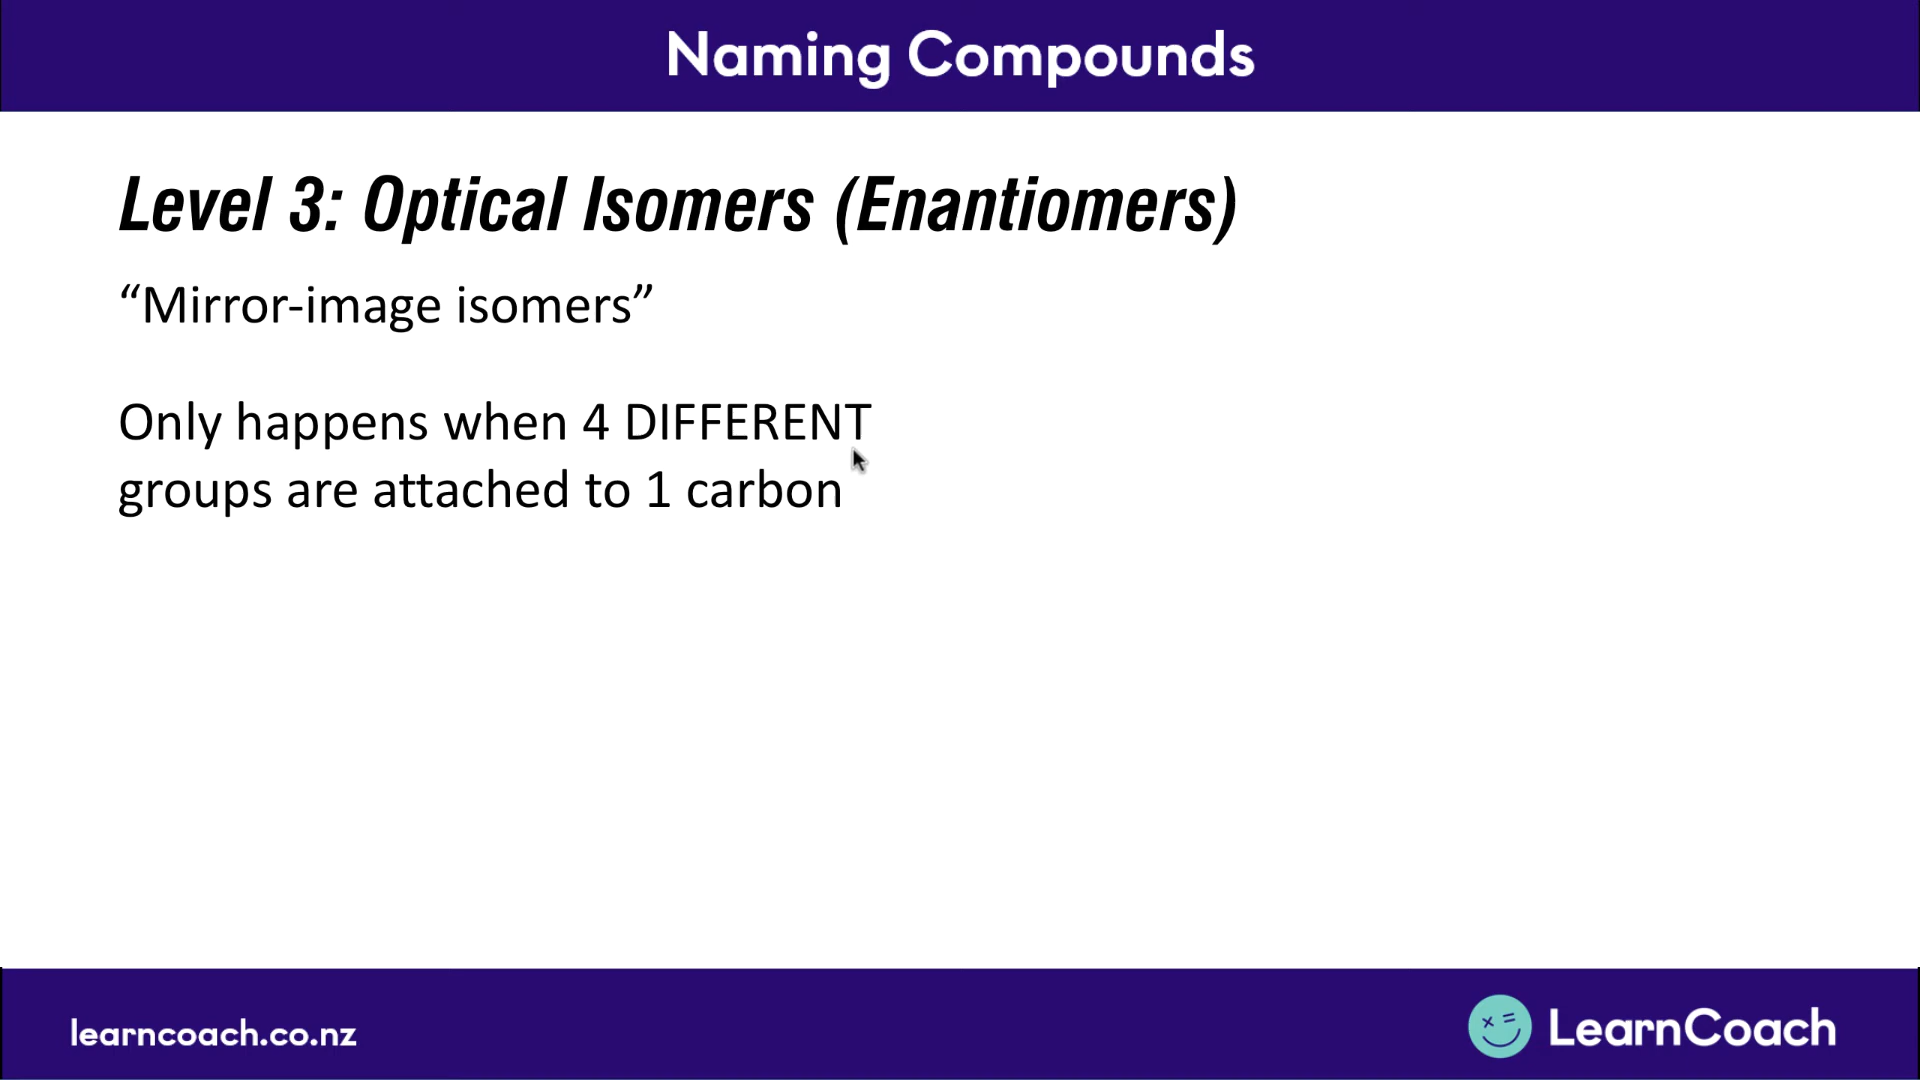 Naming Compounds
Level 3: Optical Isomers (Enantiomers)
“Mirror-image isomers”
Only happens when 4 DIFFERENT
groups are attached to 1 carbon
learncoach.co.nz
LearnCoach